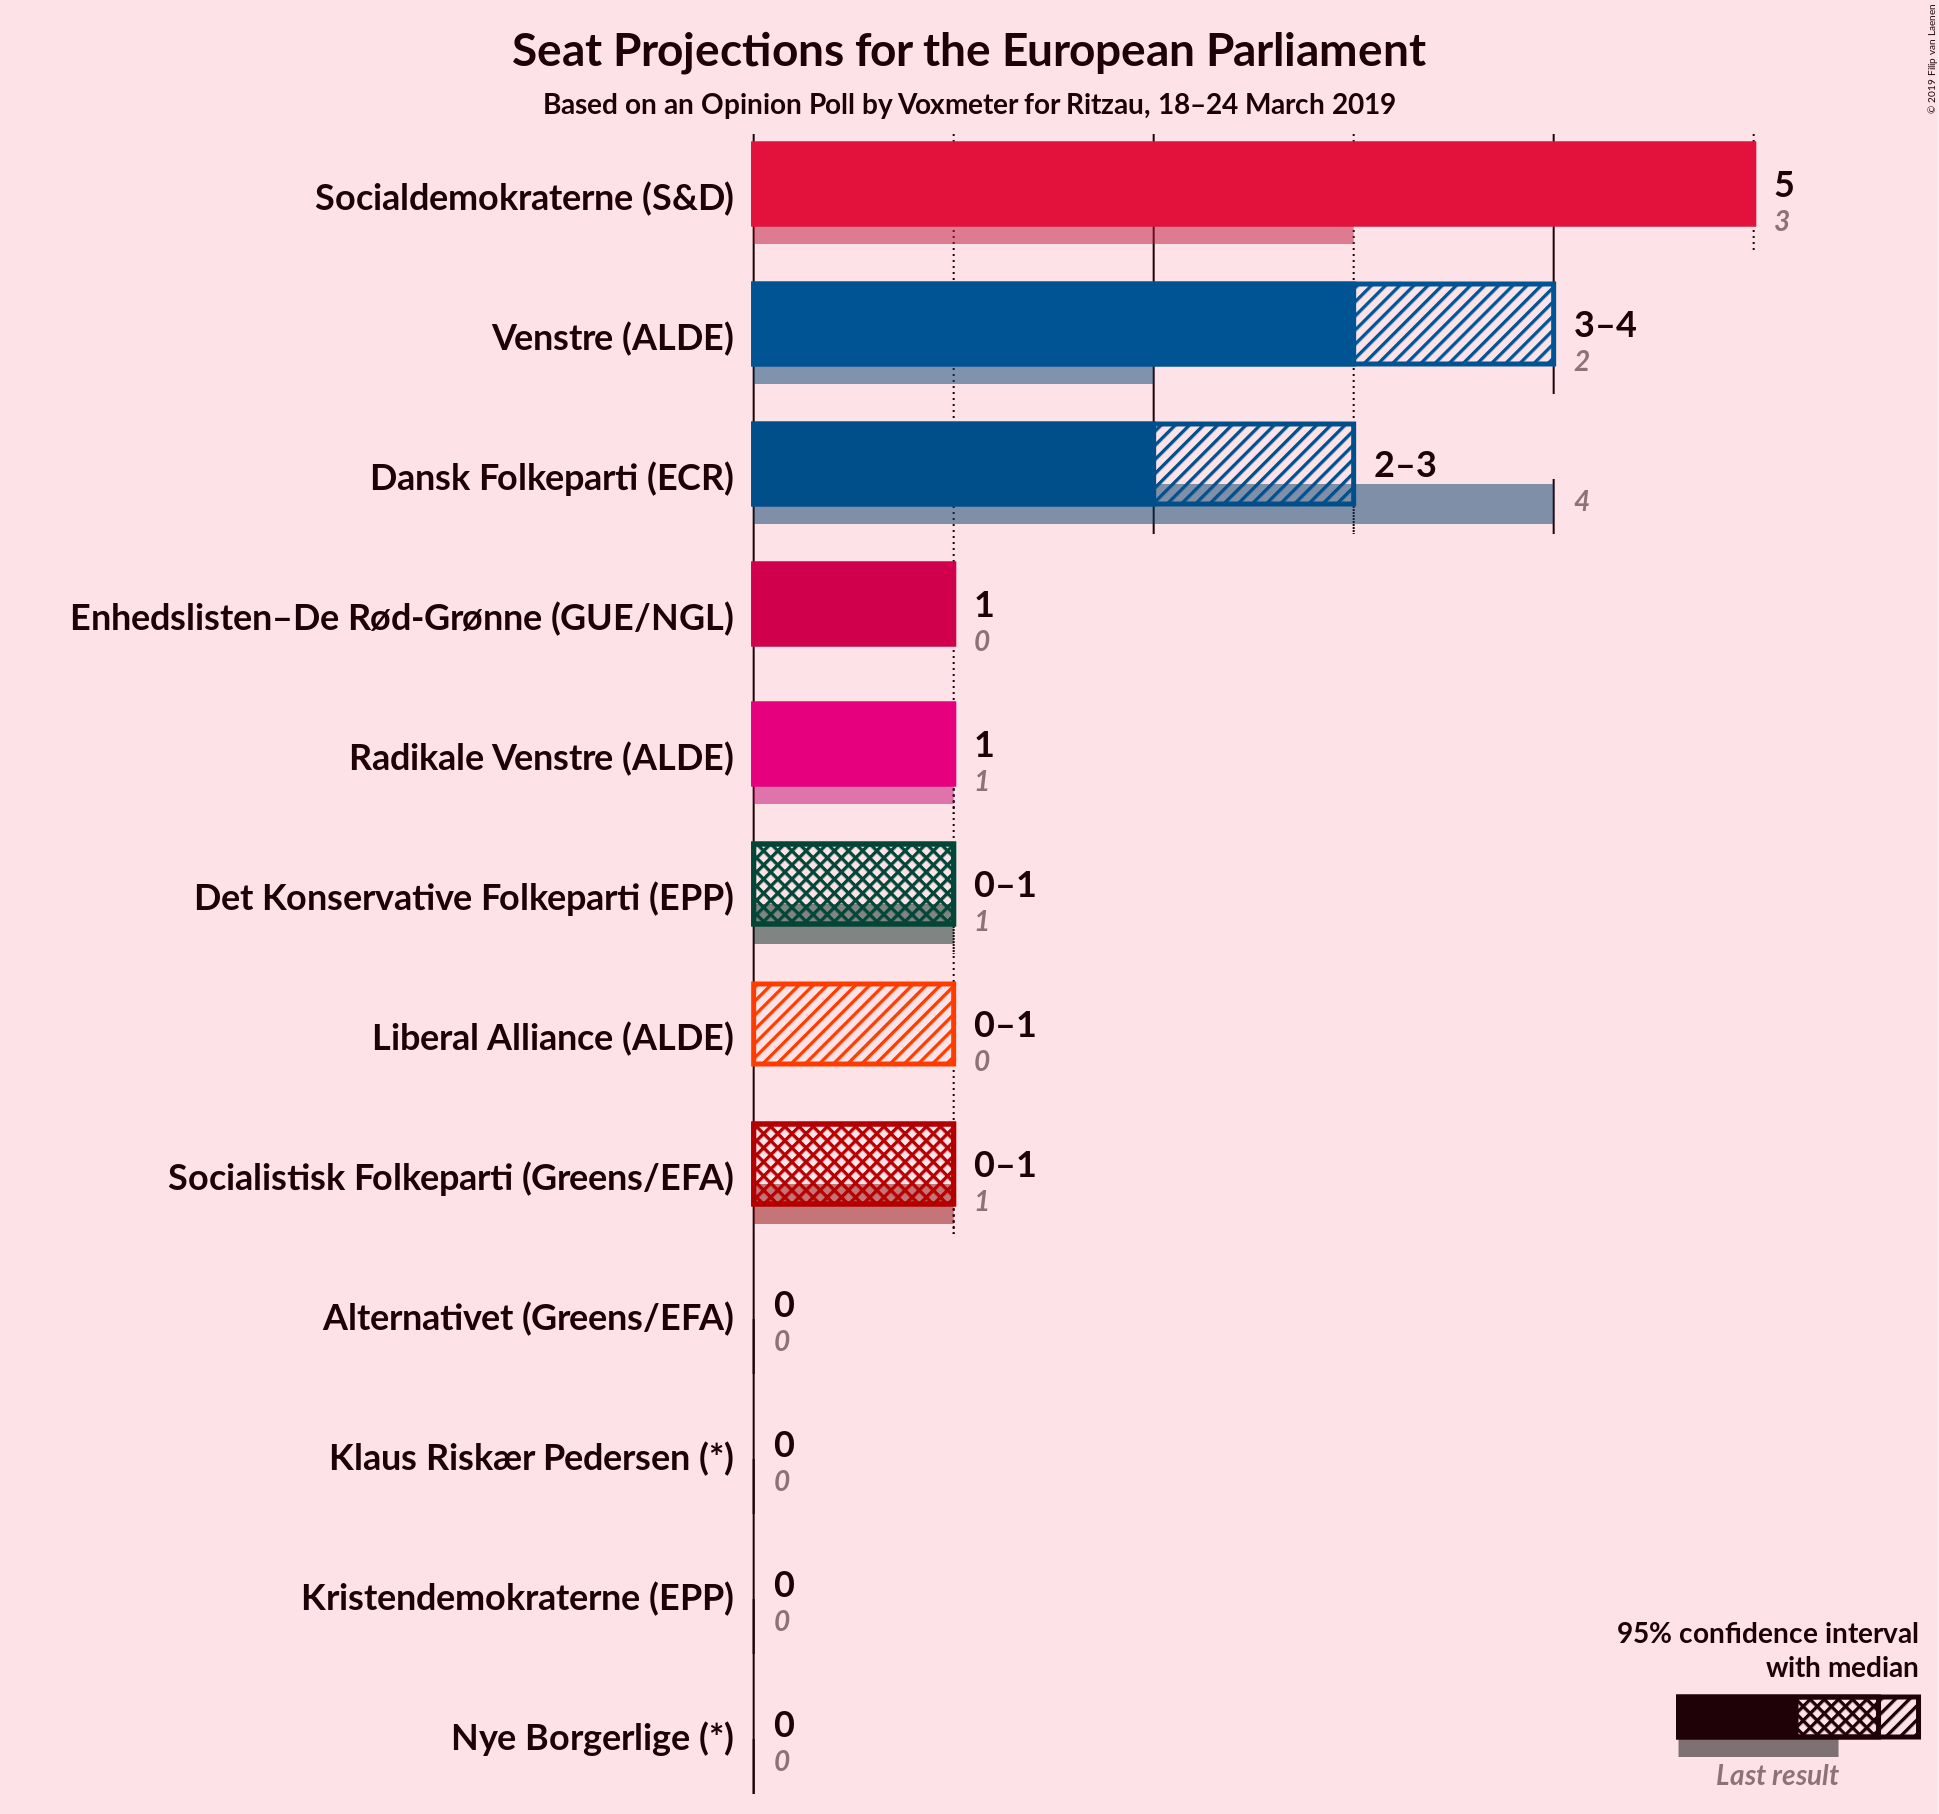 Seat Projections for the European Parliament
Based on an Opinion Poll by Voxmeter for Ritzau, 18–24 March 2019
© 2019 Filip van Laenen
Socialdemokraterne (S&D)
5
3
Venstre (ALDE)
3–4
2
Dansk Folkeparti (ECR)
2–3
4
Enhedslisten–De Rød-Grønne (GUE/NGL)
1
0
Radikale Venstre (ALDE)
1
1
Det Konservative Folkeparti (EPP)
0–1
1
Liberal Alliance (ALDE)
0–1
0
Socialistisk Folkeparti (Greens/EFA)
0–1
1
Alternativet (Greens/EFA)
0
0
Klaus Riskær Pedersen (*)
0
0
Kristendemokraterne (EPP)
0
0
Nye Borgerlige (*)
0
0
95% confidence interval
with median
Last result